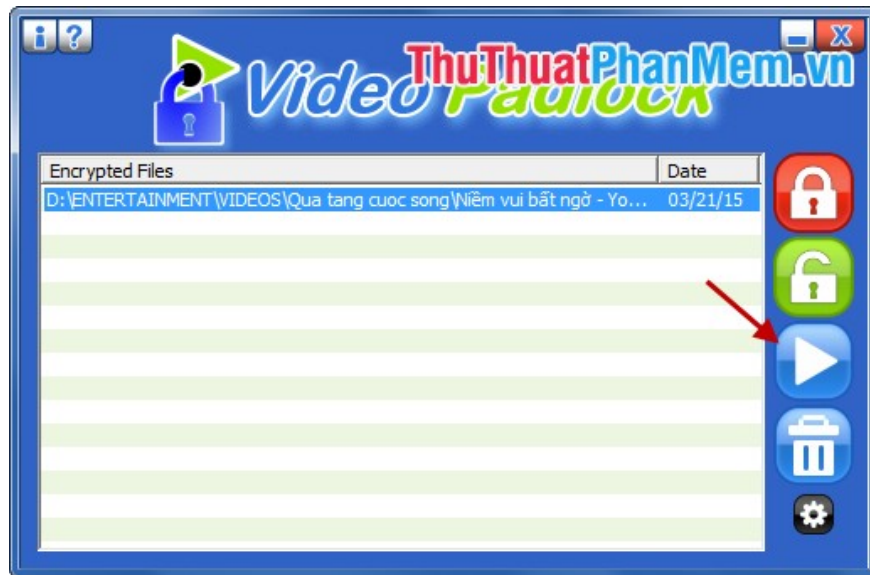 i ?
X
Video Padlock
ThuThuatPhanMem.vn
Encrypted Files Date
D:\ENTERTAINMENT\VIDEOS\Qua tang cuoc song\Niềm vui bất ngờ - Yo... 03/21/15